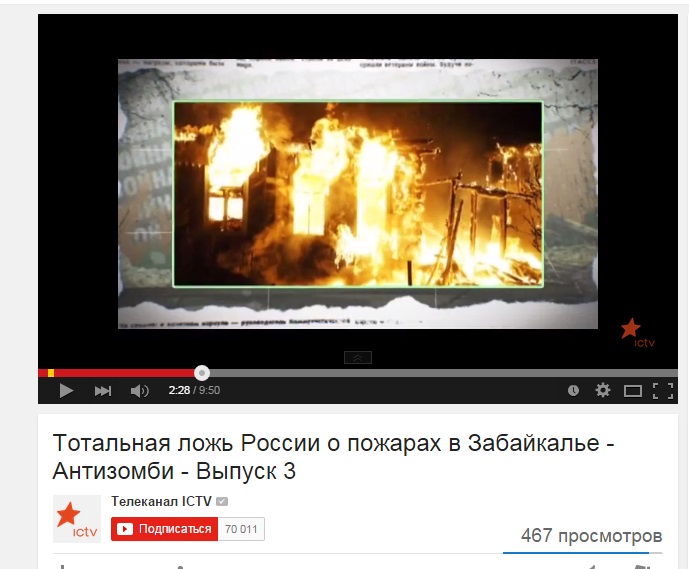 ictv
2:28 / 9:50
Тотальная ложь России о пожарах в Забайкалье -
Антизомби - Выпуск 3
Телеканал ICTV
ictv
Подписаться 70 011
467 просмотров